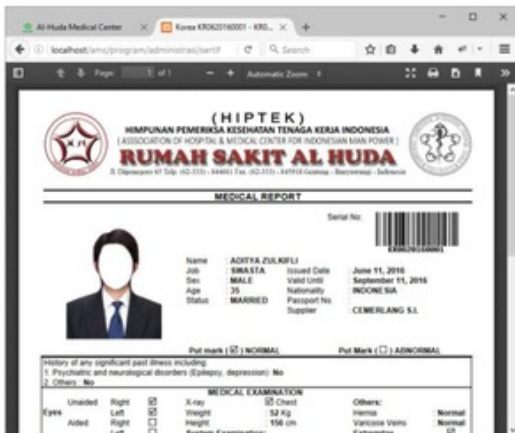 Al-Huda Medical Center
Korea KR0620160001 - KR0...
localhost/amc/program/administrasi/sertif
Search
Page: 1 of 1
Automatic Zoom
(HIPTEK)
HIMPUNAN PEMERIKSA KESEHATAN TENAGA KERJA INDONESIA
( ASSSOCIATION OF HOSPITAL & MEDICAL CENTER FOR INDONESIAN MAN POWER )
RUMAH SAKIT AL HUDA
MEDICAL REPORT
Serial No
KR0620160001
Name : ADITYA ZULKIFLI
Job : SWASTA Issued Date : June 11, 2016
Sex : MALE Valid Until : September 11, 2016
Age : 35 Nationality : INDONESIA
Status : MARRIED Passport No. :
Supplier : CEMERLANG S.I.
Put mark ( ☑ ) NORMAL Put Mark ( ☐ ) ABNORMAL
History of any significant past illness including:
1. Psychiatric and neurological disorders (Epilepsy, depression): No
2. Others : No
MEDICAL EXAMINATION
Unaided Right ☑ X-ray ☑ Chest Others:
Eyes Left ☑ Weight : 52 Kg Hernia : Normal
Aided Right ☐ Height : 156 cm Varicose Veins : Normal
Left ☐ System Examination: Extremities ☑